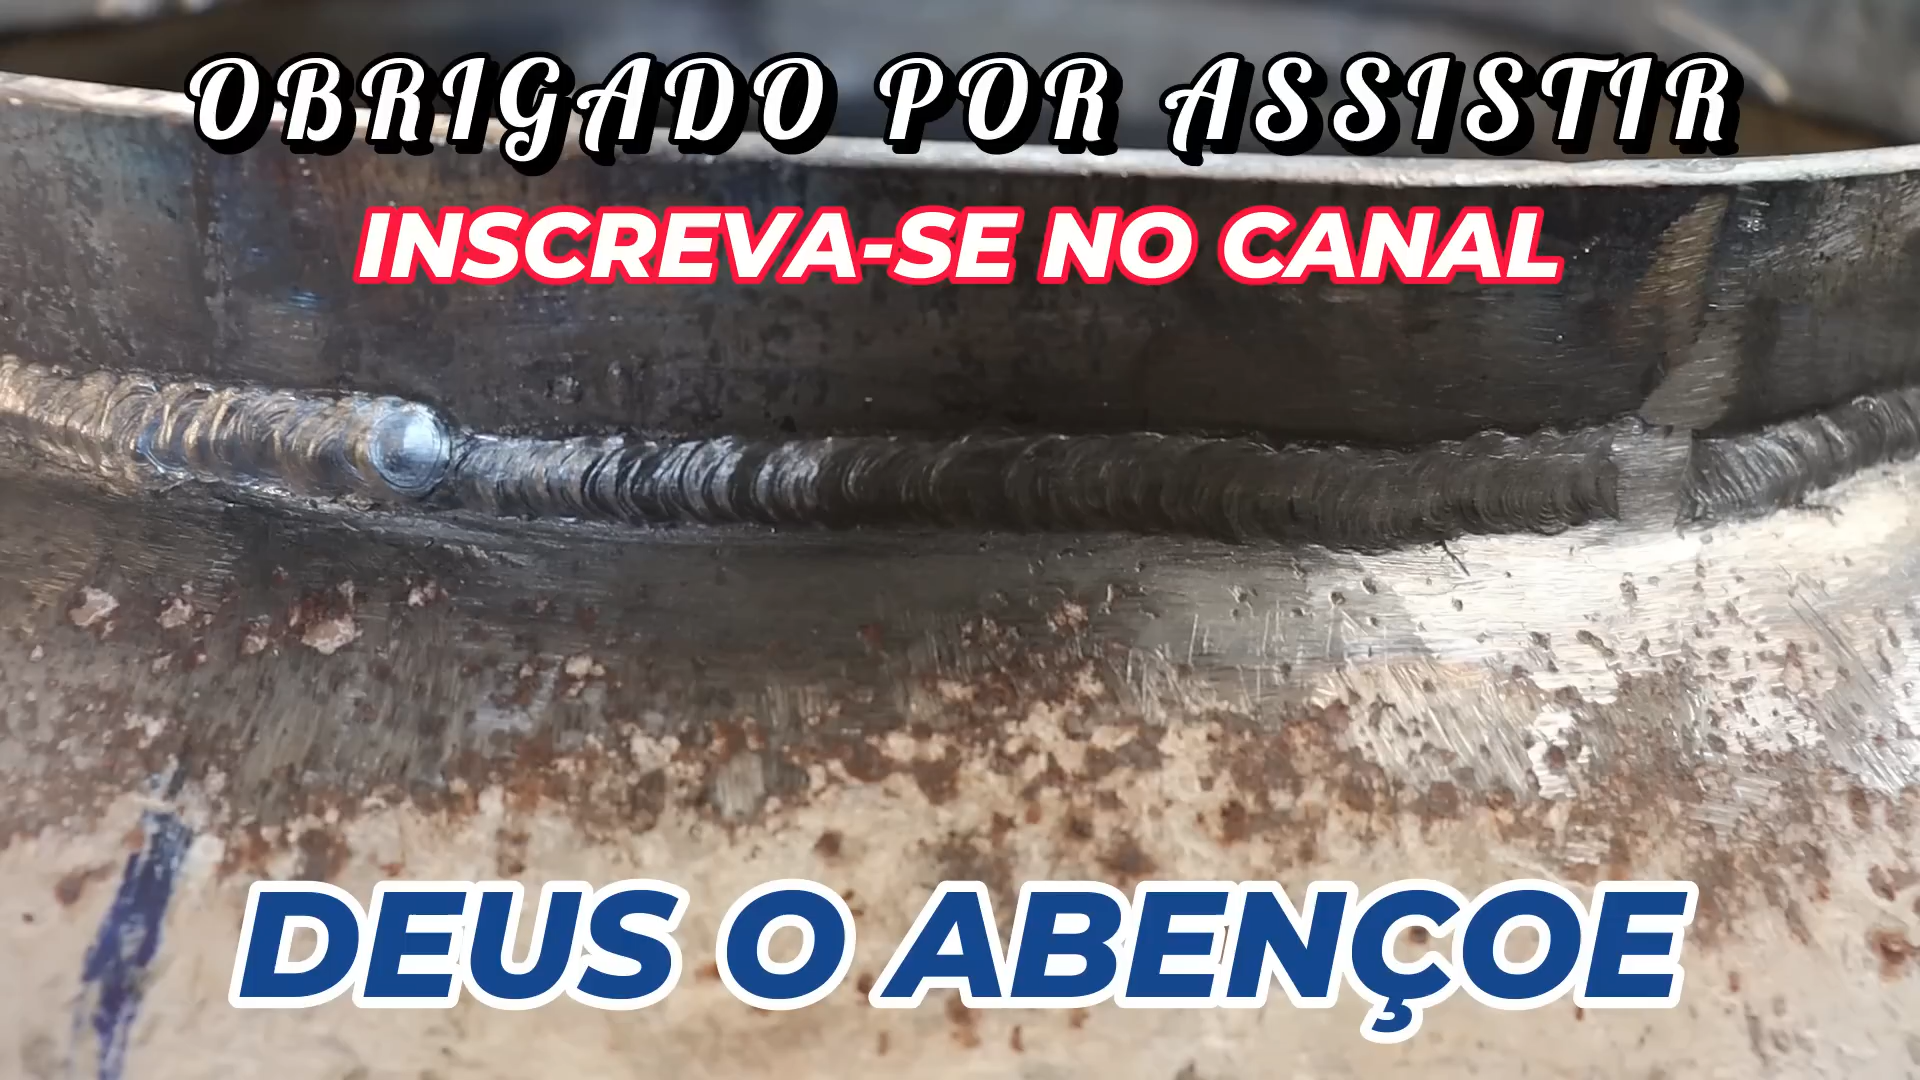 OBRIGADO POR ASSISTIR
INSCREVA-SE NO CANAL
DEUS O ABENÇOE